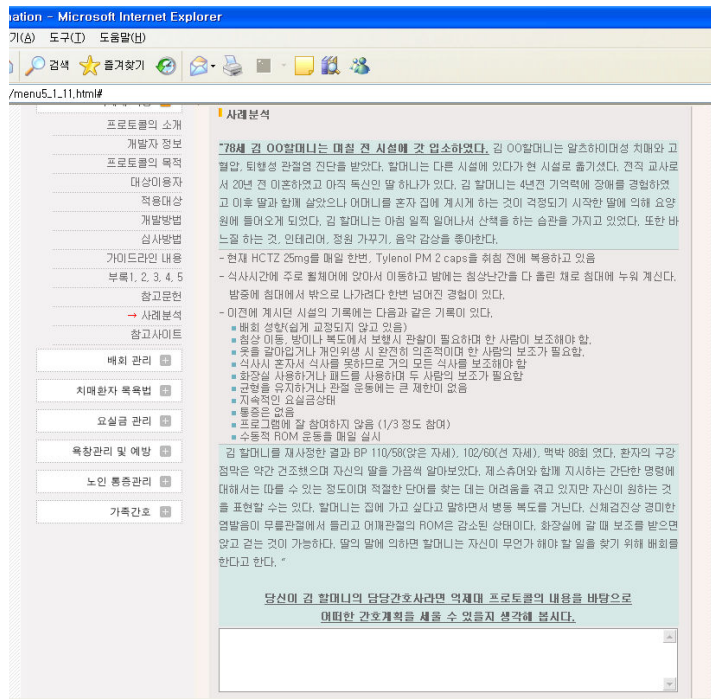 mation - Microsoft Internet Explorer
기(A) 도구(T) 도움말(H)
검색 즐겨찾기
/menu5_1_11.html#
프로토콜의 소개
개발자 정보
프로토콜의 목적
대상이용자
적용대상
개발방법
심사방법
가이드라인 내용
부록1, 2, 3, 4, 5
참고문헌
→ 사례분석
참고사이트
배회 관리
치매환자 목욕법
요실금 관리
욕창관리 및 예방
노인 통증관리
가족간호
사례분석
"78세 김 OO할머니는 며칠 전 시설에 갓 입소하였다. 김 OO할머니는 알츠하이머성 치매와 고
혈압, 퇴행성 관절염 진단을 받았다. 할머니는 다른 시설에 있다가 현 시설로 옮기셨다. 전직 교사로
서 20년 전 이혼하였고 아직 독신인 딸 하나가 있다. 김 할머니는 4년전 기억력에 장애를 경험하였
고 이후 딸과 함께 살았으나 어머니를 혼자 집에 계시게 하는 것이 걱정되기 시작한 딸에 의해 요양
원에 들어오게 되었다. 김 할머니는 아침 일찍 일어나서 산책을 하는 습관을 가지고 있었다. 또한 바
느질 하는 것, 인테리어, 정원 가꾸기, 음악 감상을 좋아한다.
- 현재 HCTZ 25mg를 매일 한번, Tylenol PM 2 caps을 취침 전에 복용하고 있음
- 식사시간에 주로 휠체어에 앉아서 이동하고 밤에는 침상난간을 다 올린 채로 침대에 누워 계신다.
밤중에 침대에서 밖으로 나가려다 한번 넘어진 경험이 있다.
- 이전에 계시던 시설의 기록에는 다음과 같은 기록이 있다.
배회 성향(쉽게 교정되지 않고 있음)
침상 이동, 방이나 복도에서 보행시 관찰이 필요하며 한 사람이 보조해야 함.
옷을 갈아입거나 개인위생 시 완전히 의존적이며 한 사람의 보조가 필요함.
식사시 혼자서 식사를 못하므로 거의 모든 식사를 보조해야 함
화장실 사용하거나 패드를 사용하며 두 사람의 보조가 필요함
균형을 유지하거나 관절 운동에는 큰 제한이 없음
지속적인 요실금상태
통증은 없음
프로그램에 잘 참여하지 않음 (1/3 정도 참여)
수동적 ROM 운동을 매일 실시
김 할머니를 재사정한 결과 BP 110/58(앉은 자세), 102/60(선 자세), 맥박 88회 였다. 환자의 구강
점막은 약간 건조했으며 자신의 딸을 가끔씩 알아보았다. 제스츄어와 함께 지시하는 간단한 명령에
대해서는 따를 수 있는 정도이며 적절한 단어를 찾는 데는 어려움을 겪고 있지만 자신이 원하는 것
을 표현할 수는 있다. 할머니는 집에 가고 싶다고 말하면서 병동 복도를 거닌다. 신체검진상 경미한
염발음이 무릎관절에서 들리고 어깨관절의 ROM은 감소된 상태이다. 화장실에 갈 때 보조를 받으면
앉고 걷는 것이 가능하다. 딸의 말에 의하면 할머니는 자신이 무언가 해야 할 일을 찾기 위해 배회를
한다고 한다. "
당신이 김 할머니의 담당간호사라면 억제대 프로토콜의 내용을 바탕으로
어떠한 간호계획을 세울 수 있을지 생각해 봅시다.